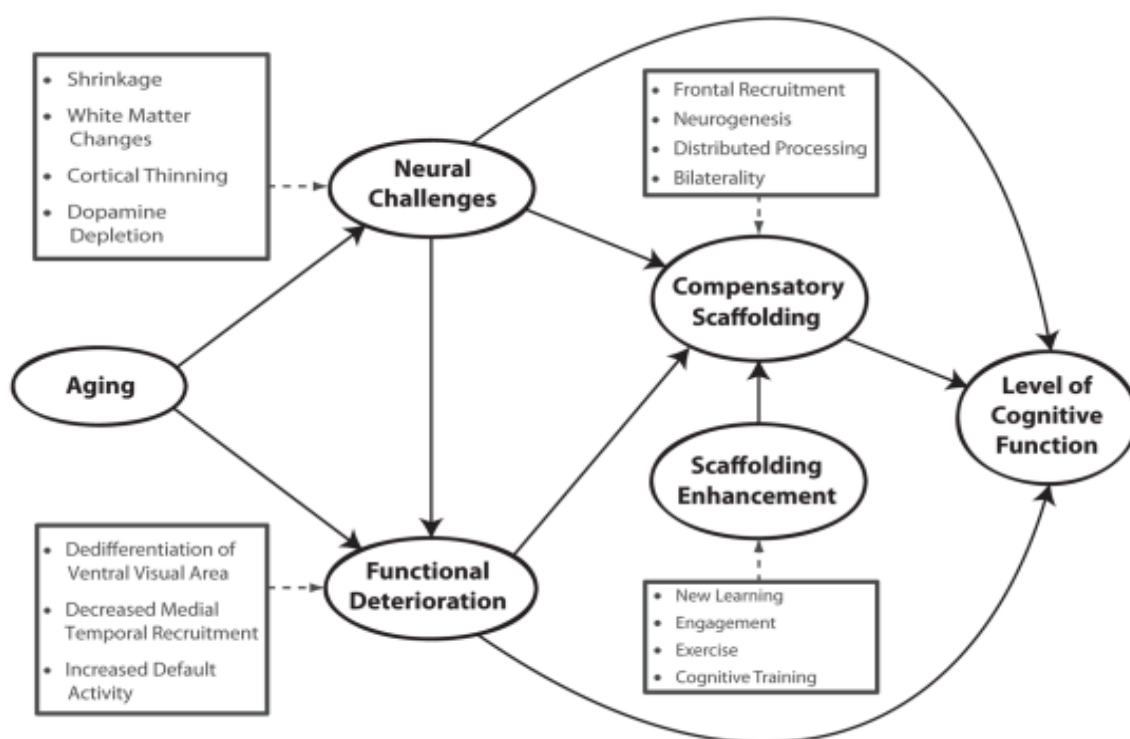 • Shrinkage
• White Matter
Changes
• Cortical Thinning
• Dopamine
Depletion
Neural
Challenges
• Frontal Recruitment
• Neurogenesis
• Distributed Processing
• Bilaterality
Compensatory
Scaffolding
Aging
Level of
Cognitive
Function
Scaffolding
Enhancement
• Dedifferentiation of
Ventral Visual Area
• Decreased Medial
Temporal Recruitment
• Increased Default
Activity
Functional
Deterioration
• New Learning
• Engagement
• Exercise
• Cognitive Training